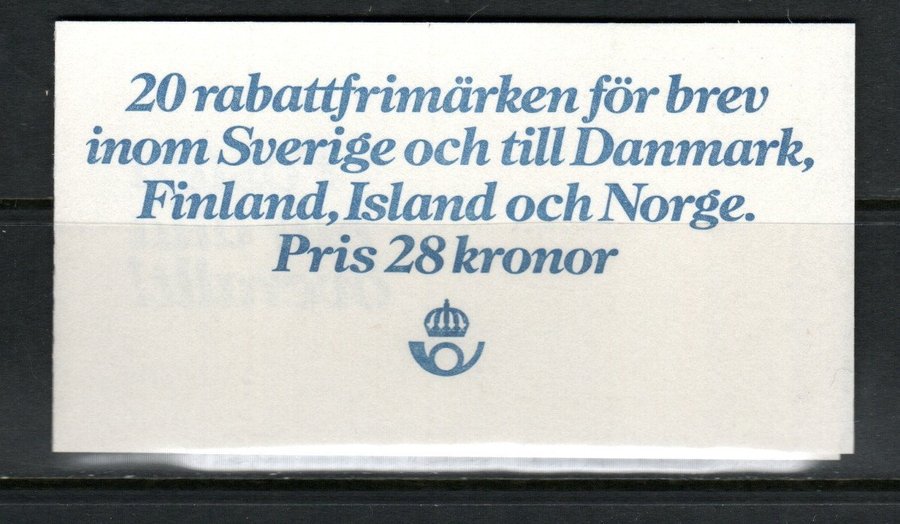 20 rabattfrimärken för brev
inom Sverige och till Danmark,
Finland, Island och Norge.
Pris 28 kronor